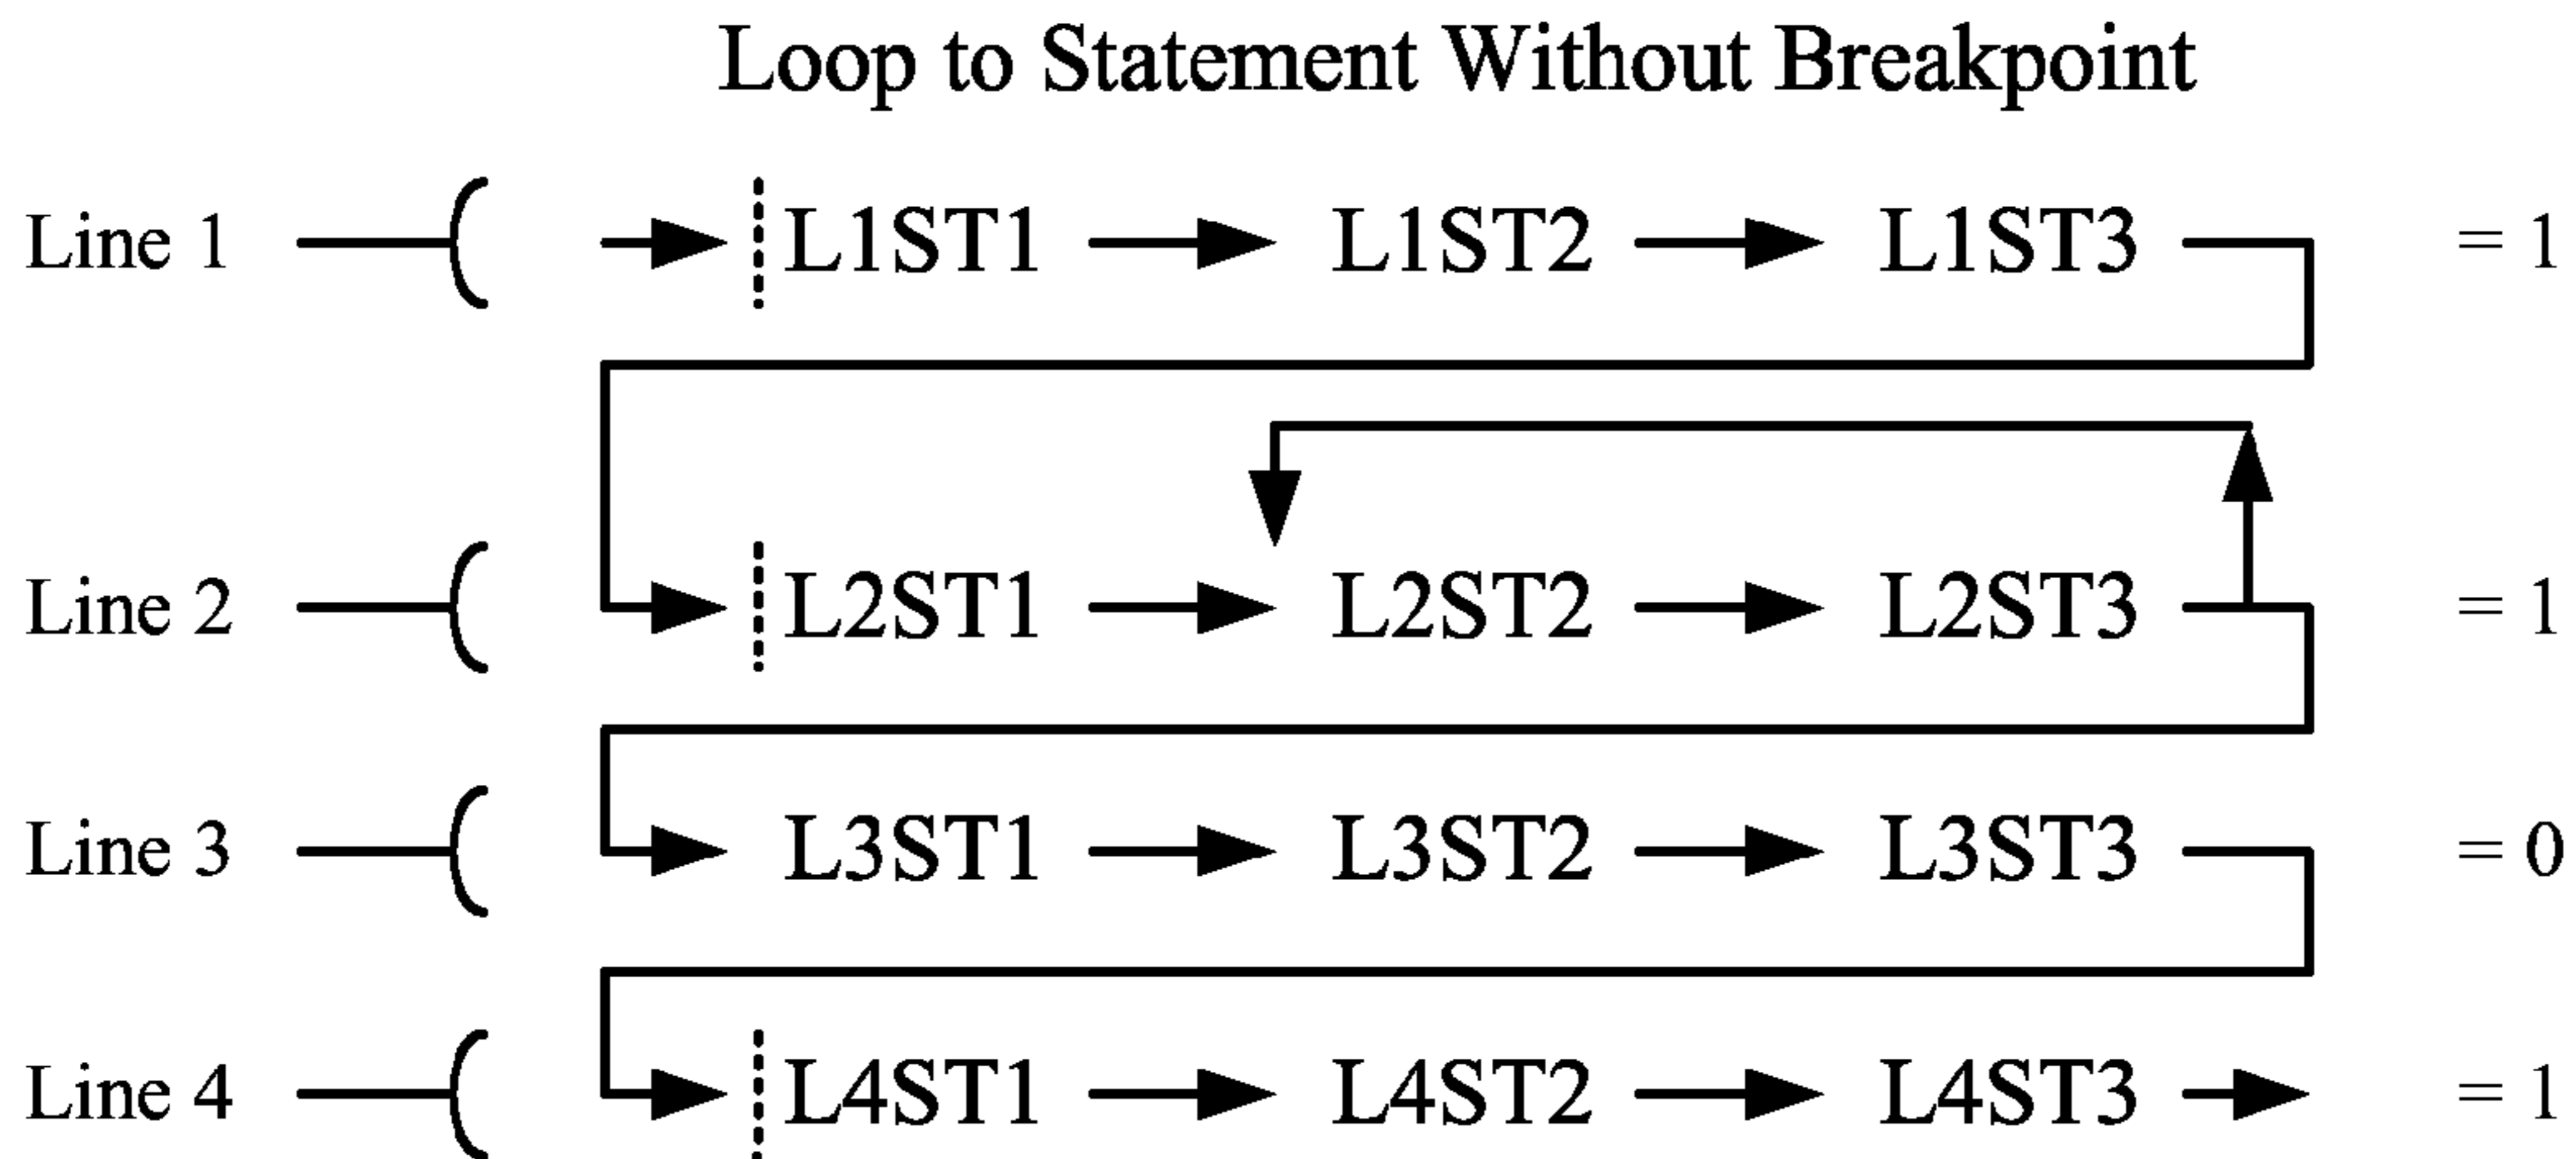 Loop to Statement Without Breakpoint
Line 1 L1ST1 L1ST2 L1ST3 = 1
Line 2 L2ST1 L2ST2 L2ST3 = 1
Line 3 L3ST1 L3ST2 L3ST3 = 0
Line 4 L4ST1 L4ST2 L4ST3 = 1